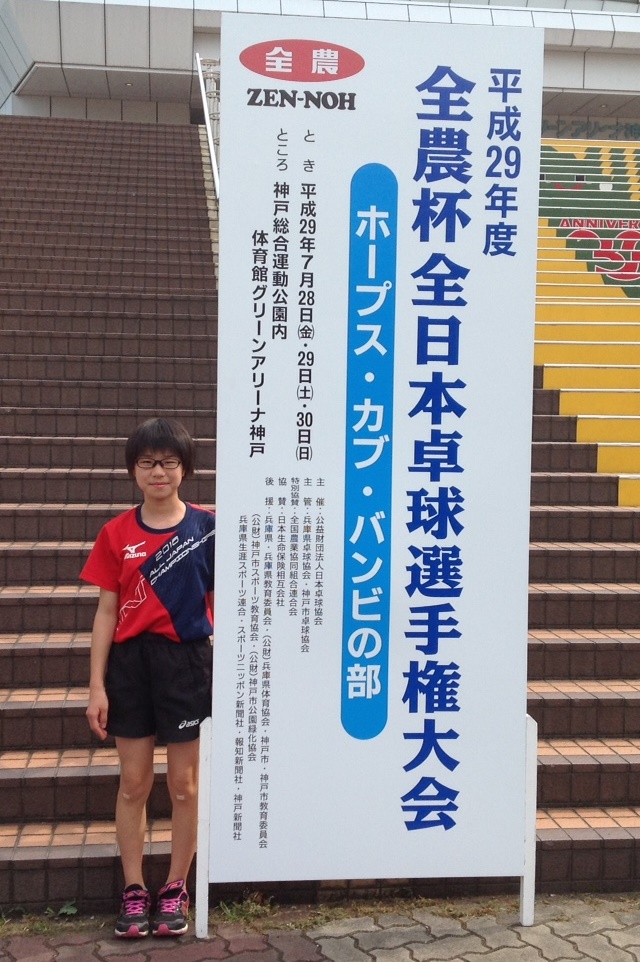 平成29年度
全農杯 全日本卓球選手権大会
ホープス・カブ・バンビの部
全農
ZEN-NOH
とき 平成29年7月28日(金)・29日(土)・30日(日)
ところ 神戸総合運動公園内
体育館グリーンアリーナ神戸
主催：公益財団法人日本卓球協会
主管：兵庫県卓球協会・神戸市卓球協会
特別協賛：全国農業協同組合連合会
協賛：日本生命保険相互会社
後援：兵庫県・兵庫県教育委員会・(公財)兵庫県体育協会・神戸市・神戸市教育委員会
(公財)神戸市スポーツ教育協会・(公財)神戸市公園緑化協会
兵庫県生涯スポーツ連合・スポーツニッポン新聞社・報知新聞社・神戸新聞社
mizuno
2015
ALL JAPAN
CHAMPIONSHIPS
asics